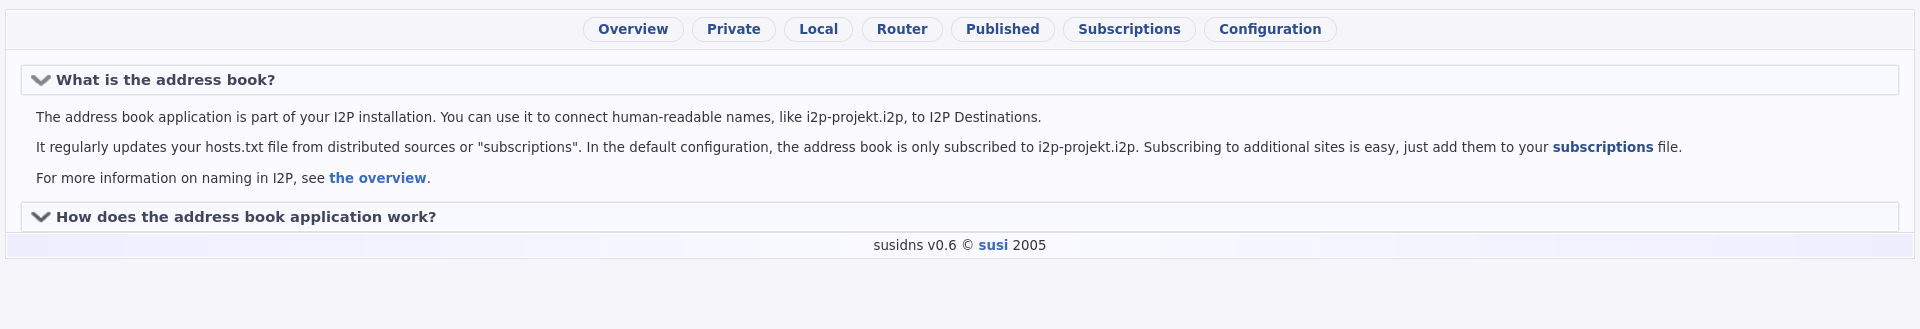 Overview Private Local Router Published Subscriptions Configuration
What is the address book?
The address book application is part of your I2P installation. You can use it to connect human-readable names, like i2p-projekt.i2p, to I2P Destinations.
It regularly updates your hosts.txt file from distributed sources or "subscriptions". In the default configuration, the address book is only subscribed to i2p-projekt.i2p. Subscribing to additional sites is easy, just add them to your subscriptions file.
For more information on naming in I2P, see the overview.
How does the address book application work?
susidns v0.6 © susi 2005